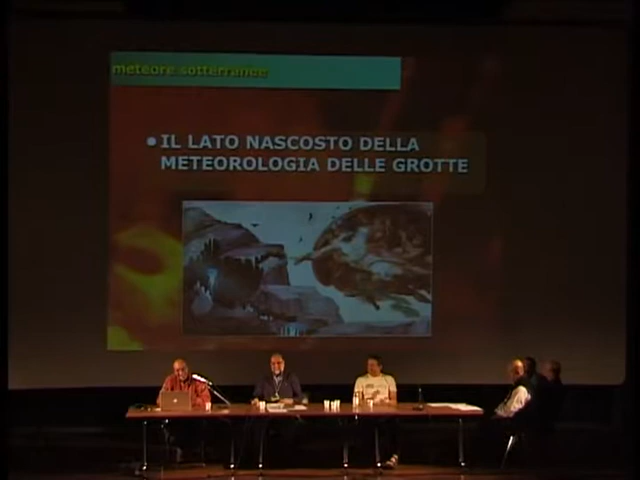 meteore sotterranee
• IL LATO NASCOSTO DELLA
METEOROLOGIA DELLE GROTTE